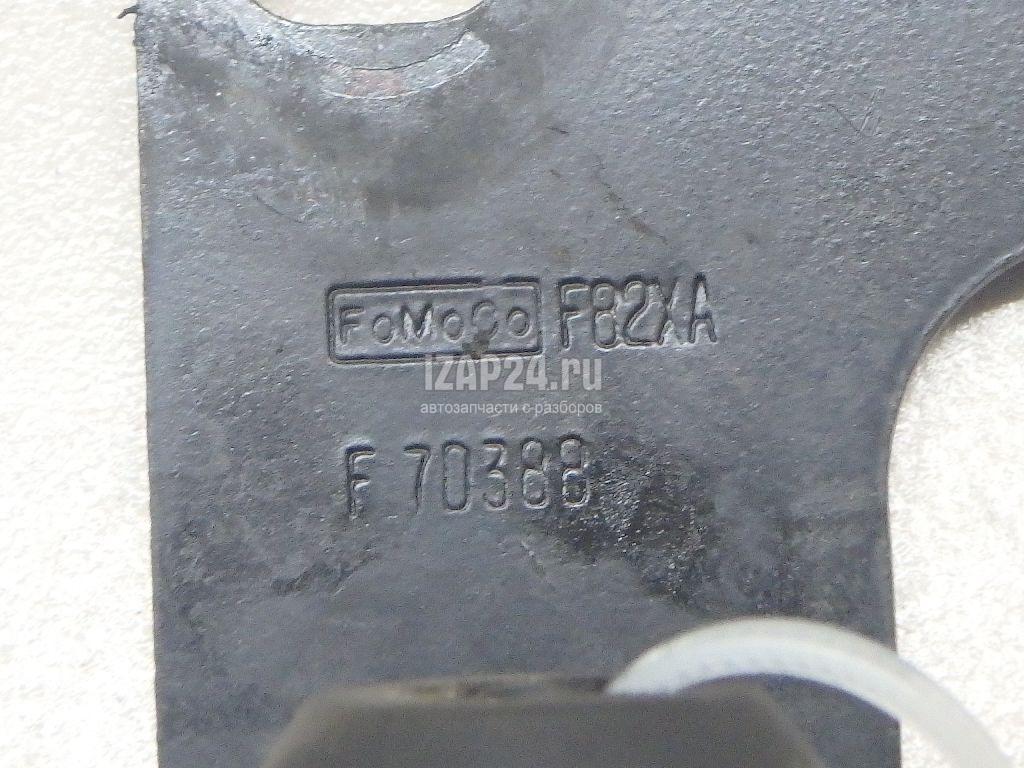 FoMoCo F82XA
IZAP24.ru
автозапчасти с разборов
F 70388